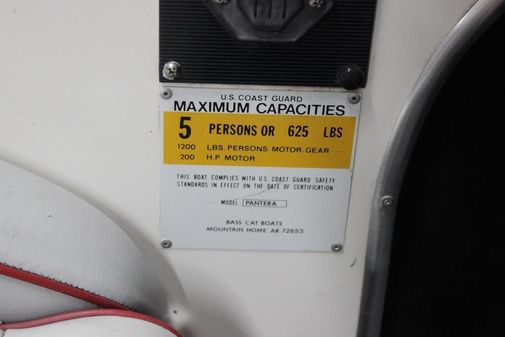 U.S. COAST GUARD
MAXIMUM CAPACITIES
5 PERSONS OR 625 LBS
1200 LBS. PERSONS, MOTOR, GEAR
200 H.P. MOTOR
THIS BOAT COMPLIES WITH U.S. COAST GUARD SAFETY
STANDARDS IN EFFECT ON THE DATE OF CERTIFICATION
MODEL PANTERA
BASS CAT BOATS
MOUNTAIN HOME AR. 72653